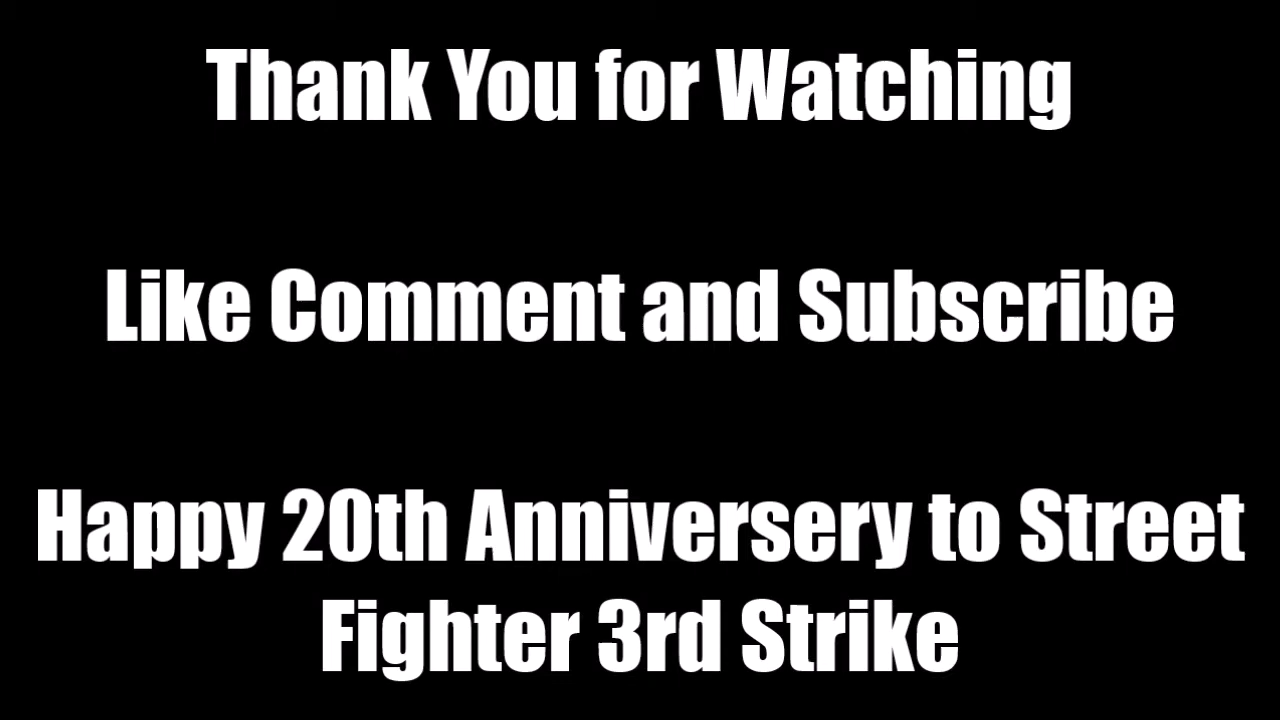 Thank You for Watching
Like Comment and Subscribe
Happy 20th Anniversery to Street
Fighter 3rd Strike